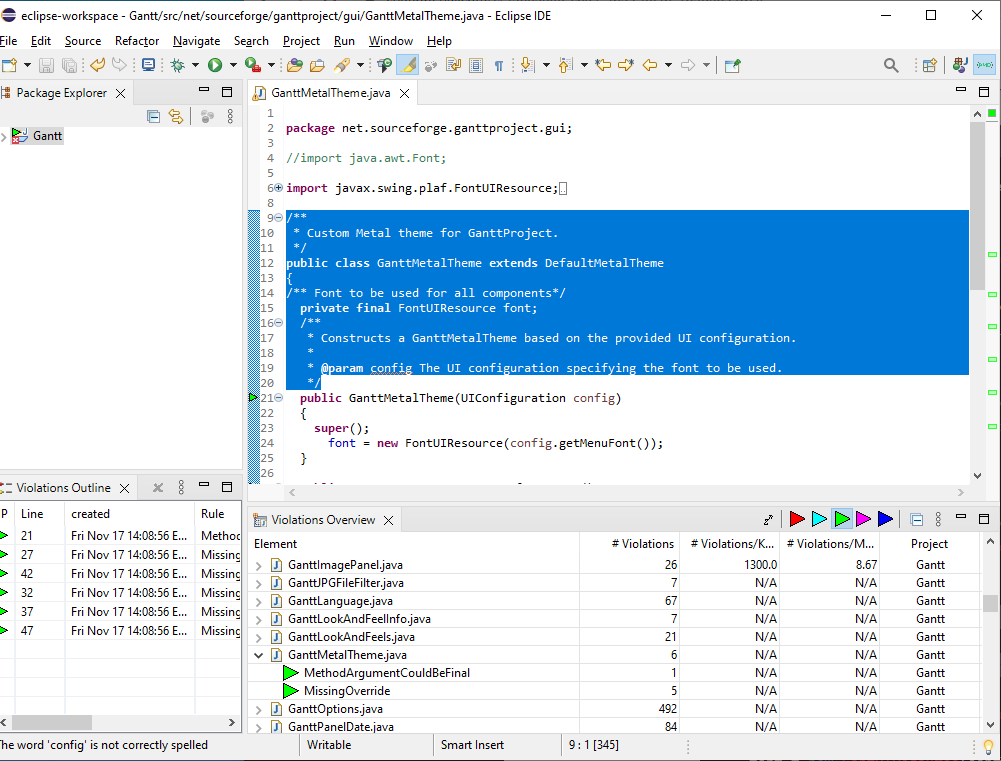 eclipse-workspace - Gantt/src/net/sourceforge/ganttproject/gui/GanttMetalTheme.java - Eclipse IDE
File Edit Source Refactor Navigate Search Project Run Window Help
Package Explorer
Gantt
GanttMetalTheme.java
1
2 package net.sourceforge.ganttproject.gui;
3
4 //import java.awt.Font;
5
6 import javax.swing.plaf.FontUIResource;
8
9 /**
10 * Custom Metal theme for GanttProject.
11 */
12 public class GanttMetalTheme extends DefaultMetalTheme
13 {
14 /** Font to be used for all components*/
15 private final FontUIResource font;
16 /**
17 * Constructs a GanttMetalTheme based on the provided UI configuration.
18 *
19 * @param config The UI configuration specifying the font to be used.
20 */
21 public GanttMetalTheme(UIConfiguration config)
22 {
23 super();
24 font = new FontUIResource(config.getMenuFont());
25 }
26
Violations Outline
P Line created Rule
21 Fri Nov 17 14:08:56 E... Metho
27 Fri Nov 17 14:08:56 E... Missing
42 Fri Nov 17 14:08:56 E... Missing
32 Fri Nov 17 14:08:56 E... Missing
37 Fri Nov 17 14:08:56 E... Missing
47 Fri Nov 17 14:08:56 E... Missing
Violations Overview
Element # Violations # Violations/K... # Violations/M... Project
GanttImagePanel.java 26 1300.0 8.67 Gantt
GanttJPGFileFilter.java 7 N/A N/A Gantt
GanttLanguage.java 67 N/A N/A Gantt
GanttLookAndFeelInfo.java 7 N/A N/A Gantt
GanttLookAndFeels.java 21 N/A N/A Gantt
GanttMetalTheme.java 6 N/A N/A Gantt
MethodArgumentCouldBeFinal 1 N/A N/A Gantt
MissingOverride 5 N/A N/A Gantt
GanttOptions.java 492 N/A N/A Gantt
GanttPanelDate.java 84 N/A N/A Gantt
The word 'config' is not correctly spelled Writable Smart Insert 9 : 1 [345]